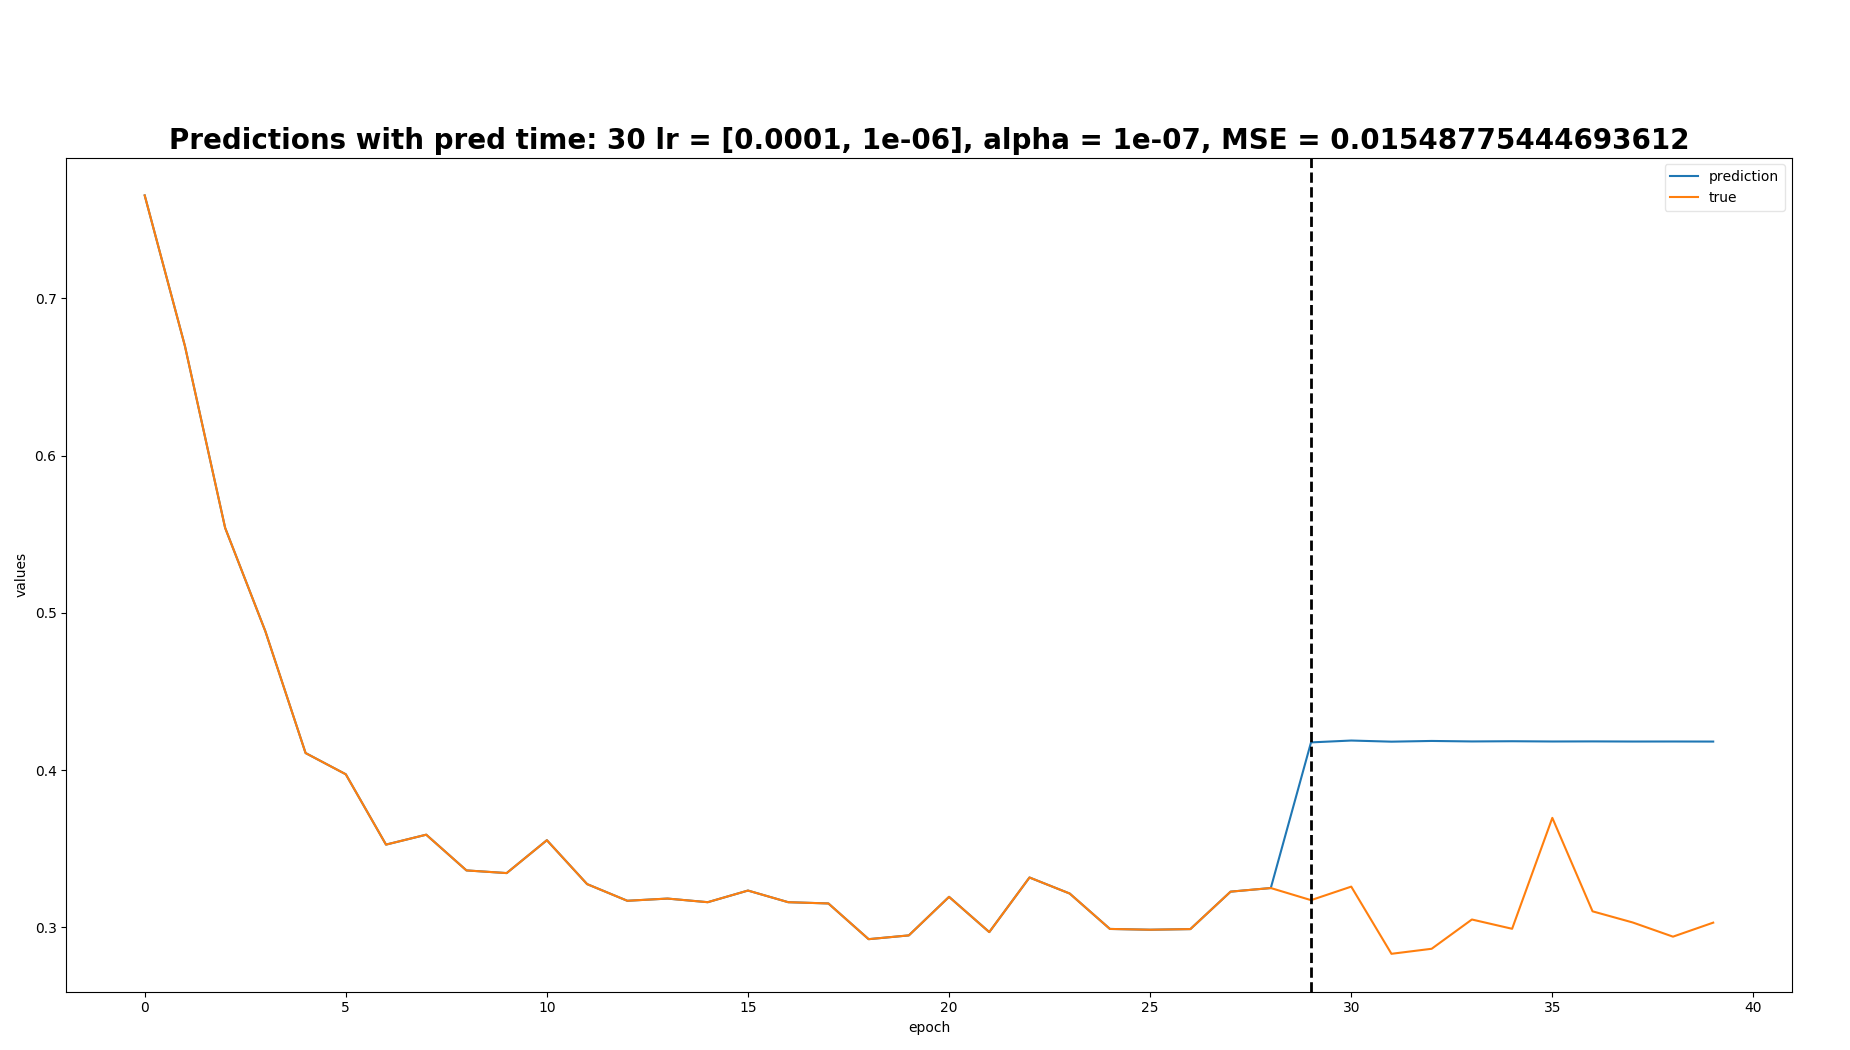 Predictions with pred time: 30 lr = [0.0001, 1e-06], alpha = 1e-07, MSE = 0.01548775444693612
prediction
true
0.7
0.6
0.5
0.4
0.3
values
0 5 10 15 20 25 30 35 40
epoch